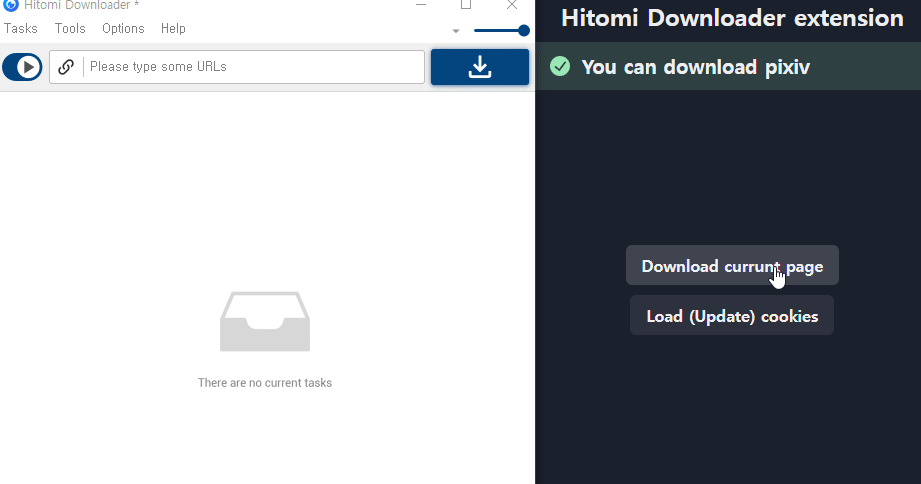 Hitomi Downloader *
Tasks Tools Options Help
Please type some URLs
There are no current tasks
Hitomi Downloader extension
You can download pixiv
Download currunt page
Load (Update) cookies